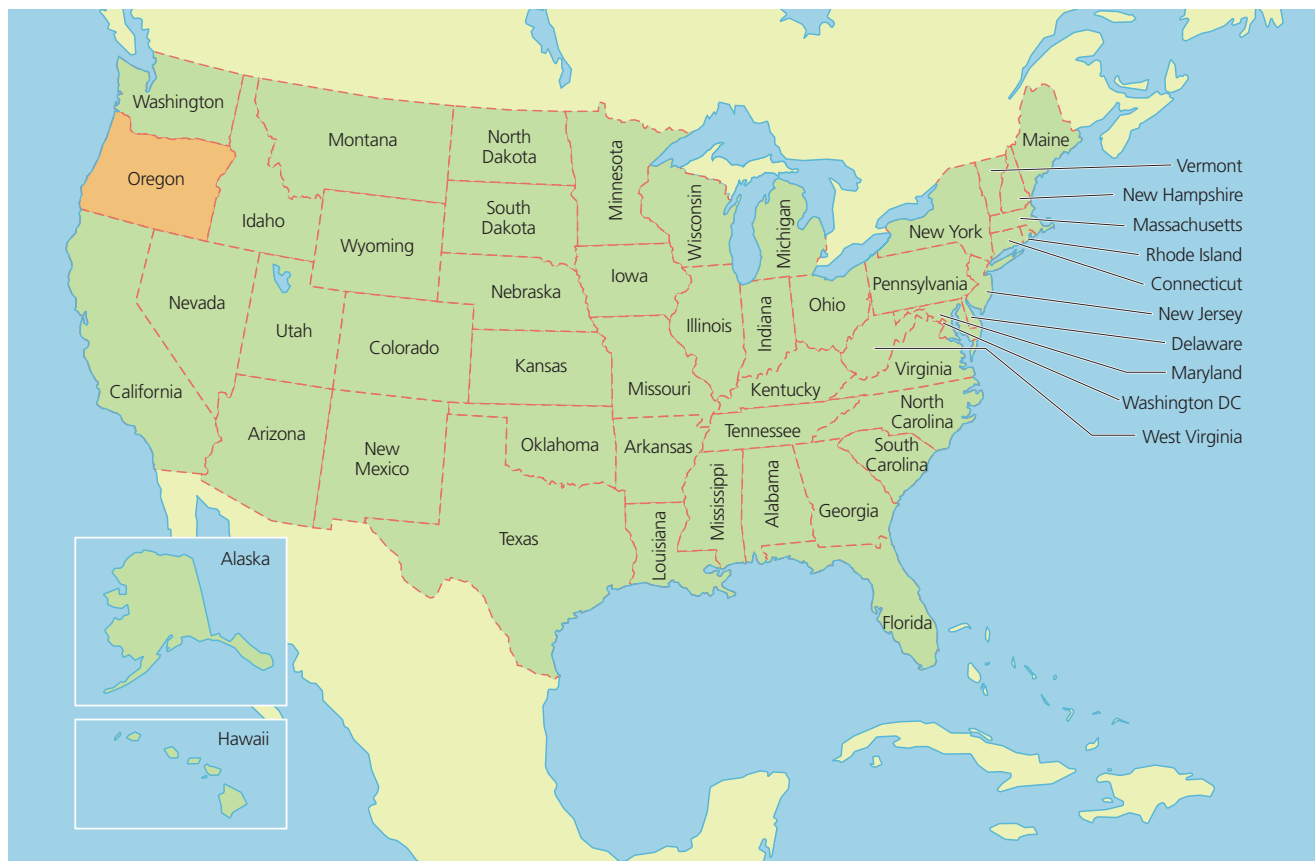 Washington
Montana
North
Dakota
Minnesota
Maine
Oregon
Idaho
Wyoming
South
Dakota
Wisconsin
Michigan
New York
Vermont
New Hampshire
Massachusetts
Rhode Island
Connecticut
New Jersey
Delaware
Maryland
Washington DC
West Virginia
Nevada
Utah
Colorado
Nebraska
Iowa
Illinois
Indiana
Ohio
Pennsylvania
California
Kansas
Missouri
Kentucky
Virginia
Arizona
New
Mexico
Oklahoma
Arkansas
Tennessee
North
Carolina
South
Carolina
Texas
Louisiana
Mississippi
Alabama
Georgia
Florida
Alaska
Hawaii